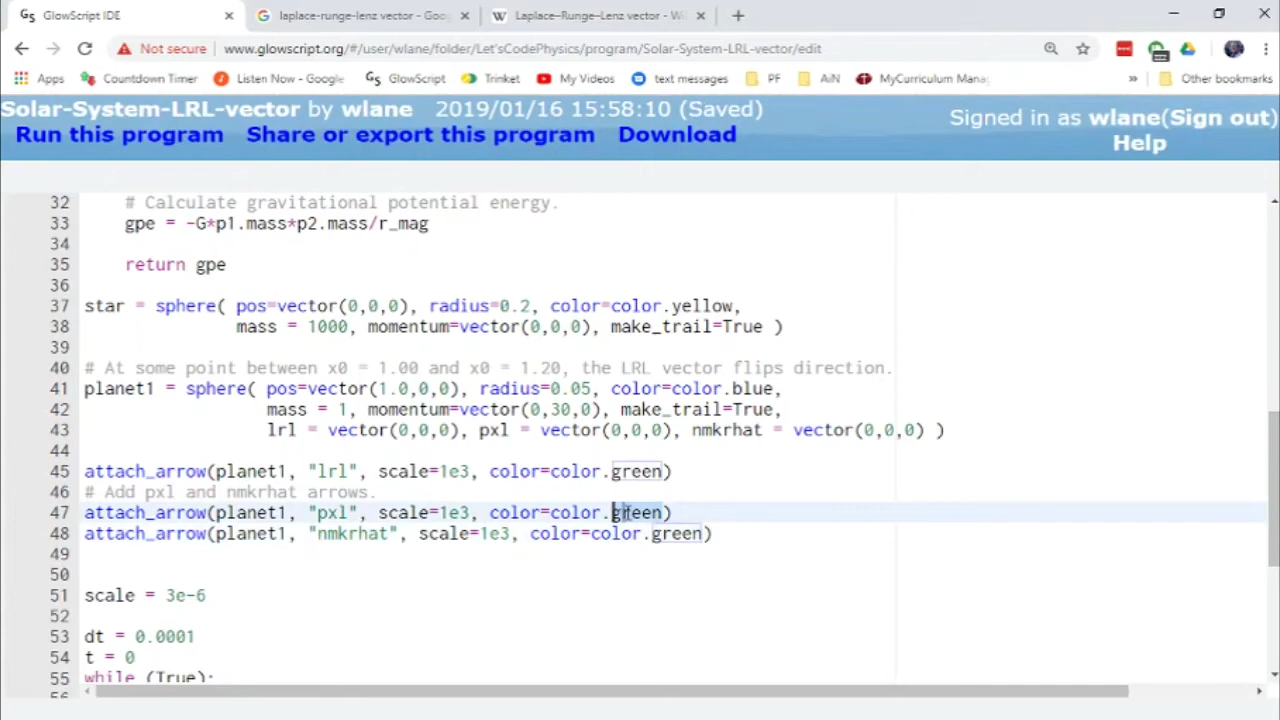 GlowScript IDE
laplace-runge-lenz vector - Goo
Laplace–Runge–Lenz vector - Wi
Not secure
www.glowscript.org/#/user/wlane/folder/Let'sCodePhysics/program/Solar-System-LRL-vector/edit
Apps
Countdown Timer
Listen Now - Google
GlowScript
Trinket
My Videos
text messages
PF
AiN
MyCurriculum Mana
»
Other bookmarks
Solar-System-LRL-vector by wlane 2019/01/16 15:58:10 (Saved)
Signed in as wlane(Sign out)
Run this program Share or export this program Download
Help
32 # Calculate gravitational potential energy.
33 gpe = -G*p1.mass*p2.mass/r_mag
34
35 return gpe
36
37 star = sphere( pos=vector(0,0,0), radius=0.2, color=color.yellow,
38 mass = 1000, momentum=vector(0,0,0), make_trail=True )
39
40 # At some point between x0 = 1.00 and x0 = 1.20, the LRL vector flips direction.
41 planet1 = sphere( pos=vector(1.0,0,0), radius=0.05, color=color.blue,
42 mass = 1, momentum=vector(0,30,0), make_trail=True,
43 lrl = vector(0,0,0), pxl = vector(0,0,0), nmkrhat = vector(0,0,0) )
44
45 attach_arrow(planet1, "lrl", scale=1e3, color=color.green)
46 # Add pxl and nmkrhat arrows.
47 attach_arrow(planet1, "pxl", scale=1e3, color=color.green)
48 attach_arrow(planet1, "nmkrhat", scale=1e3, color=color.green)
49
50
51 scale = 3e-6
52
53 dt = 0.0001
54 t = 0
55 while (True):
56